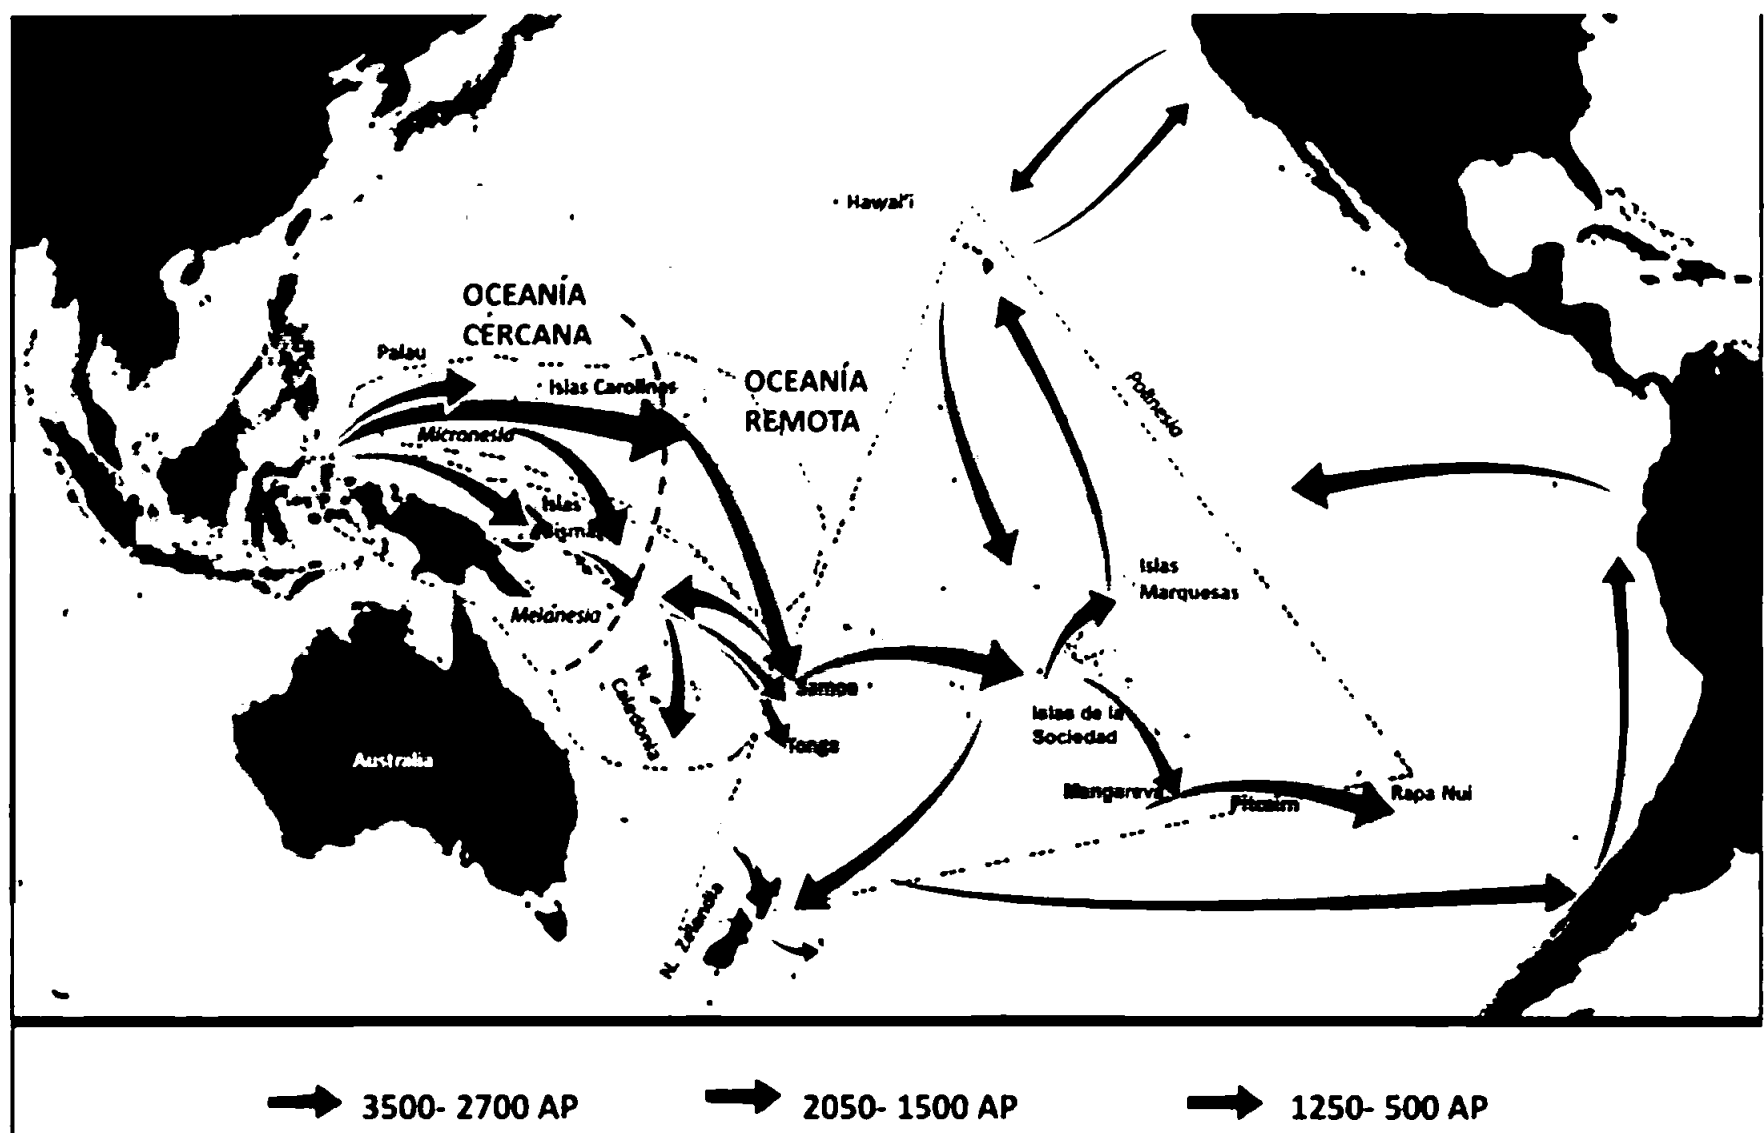 Hawai'i
OCEANÍA
CERCANA
Palau
Islas Carolines
OCEANÍA
REMOTA
Polinesia
Micronesia
Islas
Islas
Marquesas
Melanesia
N.
Caledonia
Samoa
Islas de la
Sociedad
Tonga
Australia
Mangareva
Pitcairn
Rapa Nui
N. Zelandia
3500- 2700 AP
2050- 1500 AP
1250- 500 AP